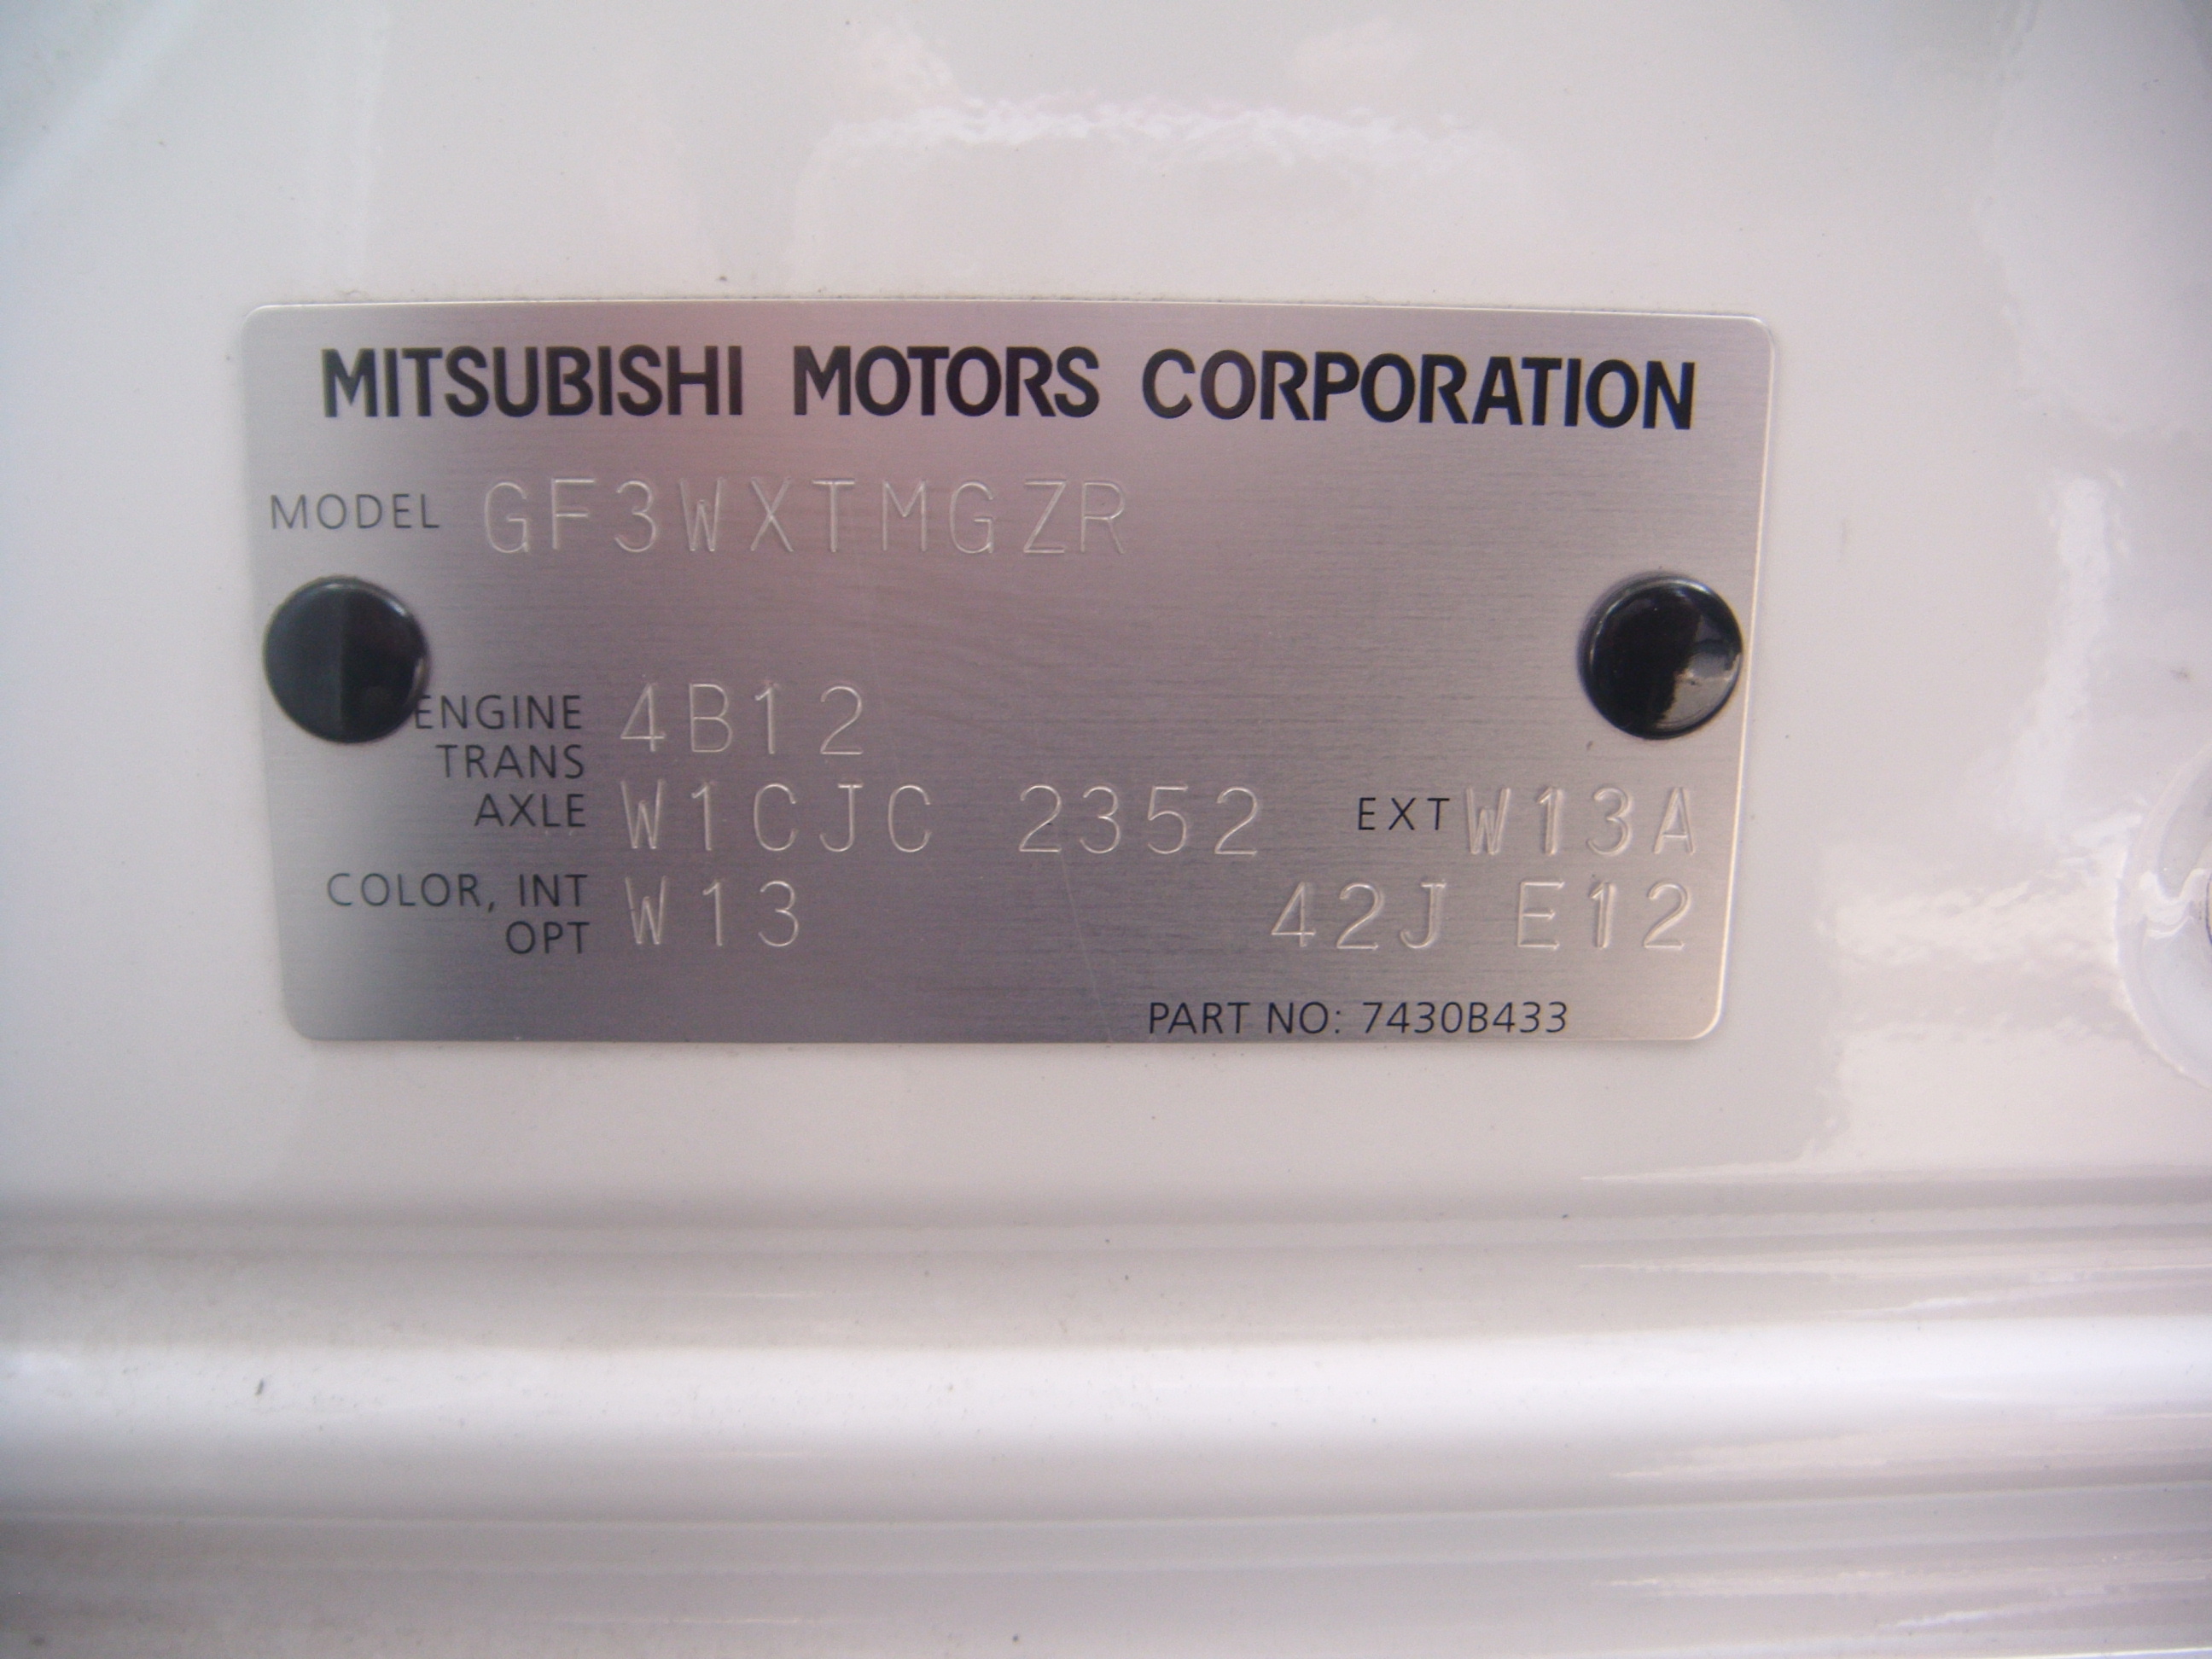 MITSUBISHI MOTORS CORPORATION
MODEL GF3WXTMGZR
ENGINE 4B12
TRANS
AXLE W1CJC 2352 EXT W13A
COLOR, INT
OPT W13 42J E12
PART NO: 7430B433